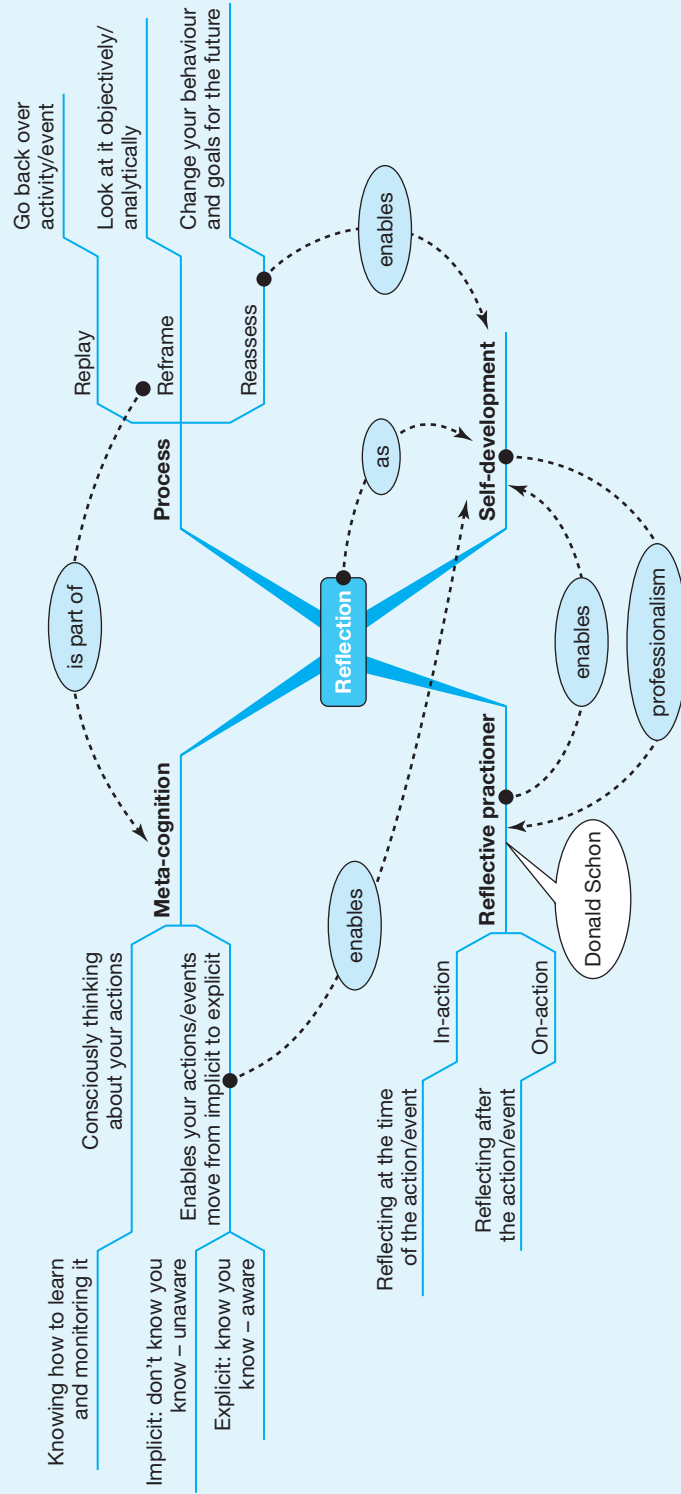 Knowing how to learn
and monitoring it
Consciously thinking
about your actions
Implicit: don't know you
know – unaware
Explicit: know you
know – aware
Enables your actions/events
move from implicit to explicit
Meta-cognition
is part of
Process
Replay
Go back over
activity/event
Reframe
Look at it objectively/
analytically
Reassess
Change your behaviour
and goals for the future
enables
Reflection
as
enables
Reflecting at the time
of the action/event
In-action
Reflecting after
the action/event
On-action
Reflective practioner
Donald Schon
enables
professionalism
Self-development